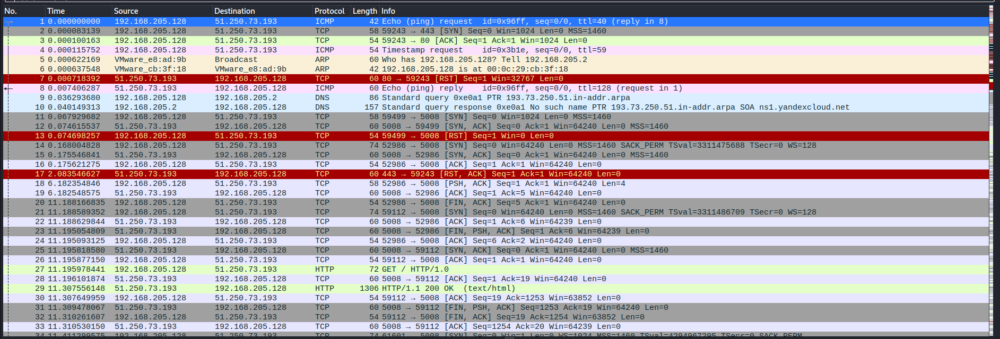 No. Time Source Destination Protocol Length Info
1 0.000000000 192.168.205.128 51.250.73.193 ICMP 42 Echo (ping) request id=0x96ff, seq=0/0, ttl=40 (reply in 8)
2 0.000083139 192.168.205.128 51.250.73.193 TCP 58 59243 → 443 [SYN] Seq=0 Win=1024 Len=0 MSS=1460
3 0.000100163 192.168.205.128 51.250.73.193 TCP 54 59243 → 80 [ACK] Seq=1 Ack=1 Win=1024 Len=0
4 0.000115752 192.168.205.128 51.250.73.193 ICMP 54 Timestamp request id=0x3b1e, seq=0/0, ttl=59
5 0.000622169 VMware_e8:ad:9b Broadcast ARP 60 Who has 192.168.205.128? Tell 192.168.205.2
6 0.000637548 VMware_cb:3f:18 VMware_e8:ad:9b ARP 42 192.168.205.128 is at 00:0c:29:cb:3f:18
7 0.000718392 51.250.73.193 192.168.205.128 TCP 60 80 → 59243 [RST] Seq=1 Win=32767 Len=0
8 0.007406287 51.250.73.193 192.168.205.128 ICMP 60 Echo (ping) reply id=0x96ff, seq=0/0, ttl=128 (request in 1)
9 0.036293680 192.168.205.128 192.168.205.2 DNS 86 Standard query 0xe0a1 PTR 193.73.250.51.in-addr.arpa
10 0.040149313 192.168.205.2 192.168.205.128 DNS 157 Standard query response 0xe0a1 No such name PTR 193.73.250.51.in-addr.arpa SOA ns1.yandexcloud.net
11 0.067929682 192.168.205.128 51.250.73.193 TCP 58 59499 → 5008 [SYN] Seq=0 Win=1024 Len=0 MSS=1460
12 0.074615537 51.250.73.193 192.168.205.128 TCP 60 5008 → 59499 [SYN, ACK] Seq=0 Ack=1 Win=64240 Len=0 MSS=1460
13 0.074698257 192.168.205.128 51.250.73.193 TCP 54 59499 → 5008 [RST] Seq=1 Win=0 Len=0
14 0.168004828 192.168.205.128 51.250.73.193 TCP 74 52986 → 5008 [SYN] Seq=0 Win=64240 Len=0 MSS=1460 SACK_PERM TSval=3311475688 TSecr=0 WS=128
15 0.175546841 51.250.73.193 192.168.205.128 TCP 60 5008 → 52986 [SYN, ACK] Seq=0 Ack=1 Win=64240 Len=0 MSS=1460
16 0.175621275 192.168.205.128 51.250.73.193 TCP 54 52986 → 5008 [ACK] Seq=1 Ack=1 Win=64240 Len=0
17 2.083546627 51.250.73.193 192.168.205.128 TCP 60 443 → 59243 [RST, ACK] Seq=1 Ack=1 Win=64240 Len=0
18 6.182354846 192.168.205.128 51.250.73.193 TCP 58 52986 → 5008 [PSH, ACK] Seq=1 Ack=1 Win=64240 Len=4
19 6.182548575 51.250.73.193 192.168.205.128 TCP 60 5008 → 52986 [ACK] Seq=1 Ack=5 Win=64240 Len=0
20 11.188166835 192.168.205.128 51.250.73.193 TCP 54 52986 → 5008 [FIN, ACK] Seq=5 Ack=1 Win=64240 Len=0
21 11.188589352 192.168.205.128 51.250.73.193 TCP 74 59112 → 5008 [SYN] Seq=0 Win=64240 Len=0 MSS=1460 SACK_PERM TSval=3311486709 TSecr=0 WS=128
22 11.188629844 51.250.73.193 192.168.205.128 TCP 60 5008 → 52986 [ACK] Seq=1 Ack=6 Win=64239 Len=0
23 11.195054809 51.250.73.193 192.168.205.128 TCP 60 5008 → 52986 [FIN, PSH, ACK] Seq=1 Ack=6 Win=64239 Len=0
24 11.195093125 192.168.205.128 51.250.73.193 TCP 54 52986 → 5008 [ACK] Seq=6 Ack=2 Win=64240 Len=0
25 11.195818580 51.250.73.193 192.168.205.128 TCP 60 5008 → 59112 [SYN, ACK] Seq=0 Ack=1 Win=64240 Len=0 MSS=1460
26 11.195877150 192.168.205.128 51.250.73.193 TCP 54 59112 → 5008 [ACK] Seq=1 Ack=1 Win=64240 Len=0
27 11.195978441 192.168.205.128 51.250.73.193 HTTP 72 GET / HTTP/1.0
28 11.196101874 51.250.73.193 192.168.205.128 TCP 60 5008 → 59112 [ACK] Seq=1 Ack=19 Win=64240 Len=0
29 11.307556148 51.250.73.193 192.168.205.128 HTTP 1306 HTTP/1.1 200 OK (text/html)
30 11.307649959 192.168.205.128 51.250.73.193 TCP 54 59112 → 5008 [ACK] Seq=19 Ack=1253 Win=63852 Len=0
31 11.309478067 51.250.73.193 192.168.205.128 TCP 60 5008 → 59112 [FIN, PSH, ACK] Seq=1253 Ack=19 Win=64240 Len=0
32 11.310261607 192.168.205.128 51.250.73.193 TCP 54 59112 → 5008 [FIN, ACK] Seq=19 Ack=1254 Win=63852 Len=0
33 11.310530150 51.250.73.193 192.168.205.128 TCP 60 5008 → 59112 [ACK] Seq=1254 Ack=20 Win=64239 Len=0
34 11.411299575 192.168.205.128 51.250.73.193 TCP 74 61601 → 5008 [SYN] Seq=0 Win=1 Len=0 WS=1024 MSS=1460 TSval=4294967295 TSecr=0 SACK_PERM